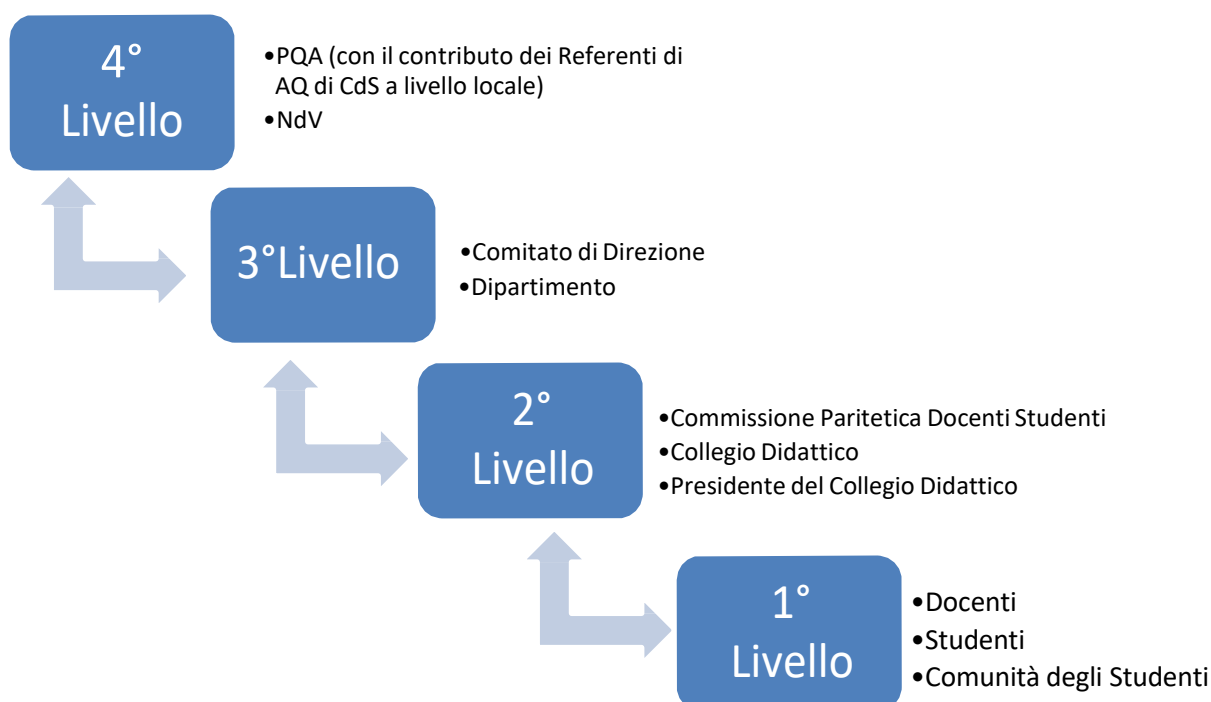 4°
Livello
•PQA (con il contributo dei Referenti di
AQ di CdS a livello locale)
•NdV
3°Livello
•Comitato di Direzione
•Dipartimento
2°
Livello
•Commissione Paritetica Docenti Studenti
•Collegio Didattico
•Presidente del Collegio Didattico
1°
Livello
•Docenti
•Studenti
•Comunità degli Studenti